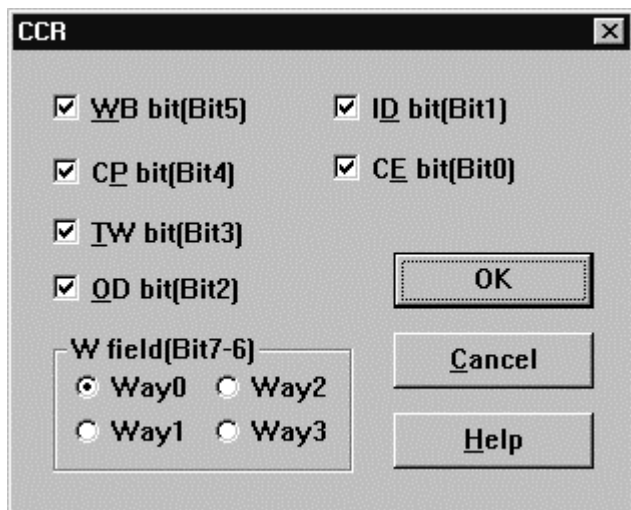 CCR
WB bit(Bit5)
ID bit(Bit1)
CP bit(Bit4)
CE bit(Bit0)
TW bit(Bit3)
OD bit(Bit2)
OK
W field(Bit7-6)
Way0
Way2
Cancel
Way1
Way3
Help